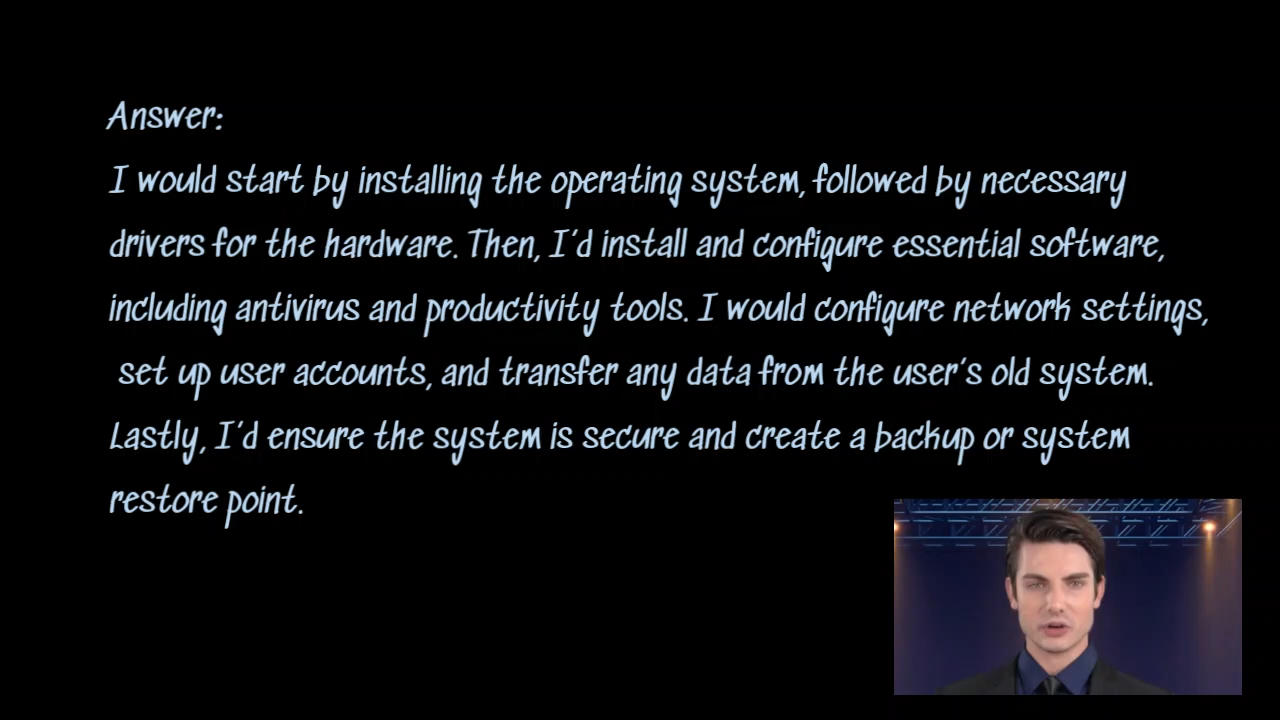 Answer:
I would start by installing the operating system, followed by necessary
drivers for the hardware. Then, I'd install and configure essential software,
including antivirus and productivity tools. I would configure network settings,
set up user accounts, and transfer any data from the user's old system.
Lastly, I'd ensure the system is secure and create a backup or system
restore point.